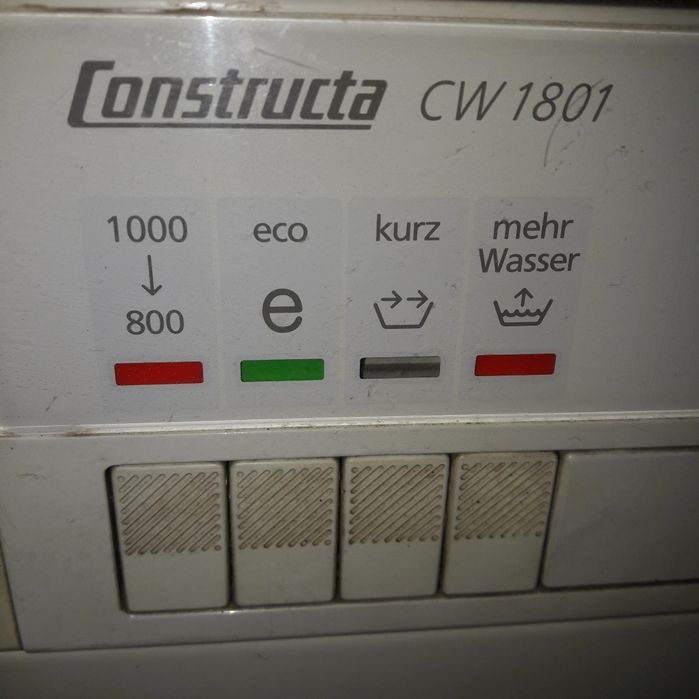 Constructa CW 1801
1000 eco kurz mehr
Wasser
↓ e
800